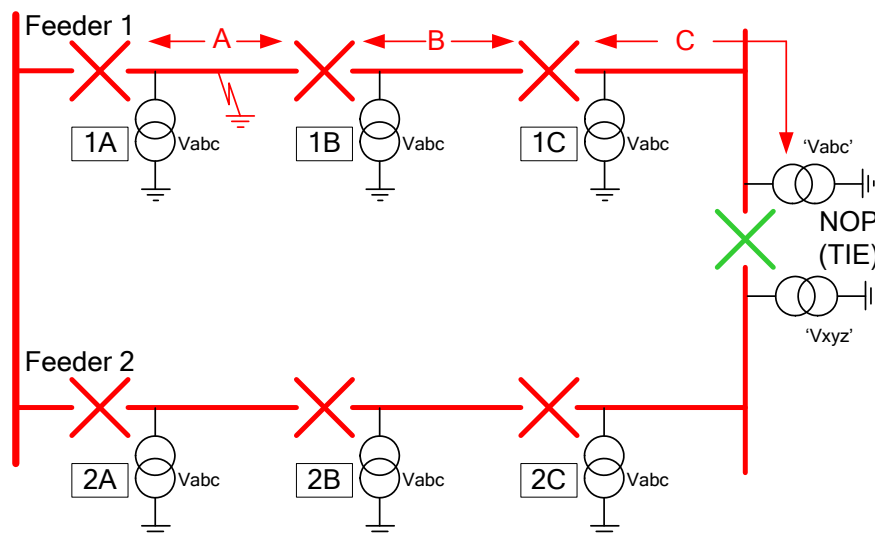 Feeder 1
A
B
C
1A
Vabc
1B
Vabc
1C
Vabc
‘Vabc’
NOP
(TIE)
‘Vxyz’
Feeder 2
2A
Vabc
2B
Vabc
2C
Vabc